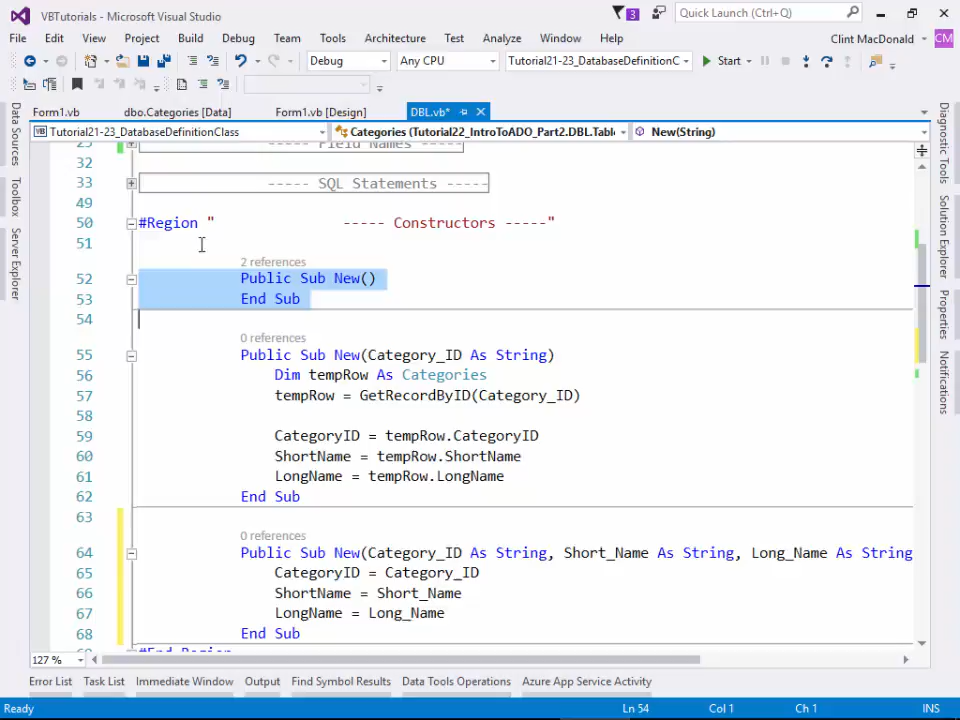 VBTutorials - Microsoft Visual Studio
3
Quick Launch (Ctrl+Q)
File Edit View Project Build Debug Team Tools Architecture Test Analyze Window Help
Clint MacDonald CM
Debug Any CPU Tutorial21-23_DatabaseDefinitionC Start
Form1.vb dbo.Categories [Data] Form1.vb [Design] DBL.vb*
Tutorial21-23_DatabaseDefinitionClass Categories (Tutorial22_IntroToADO_Part2.DBL.Table New(String)
Data Sources
Toolbox
Server Explorer
Diagnostic Tools
Solution Explorer
Properties
Notifications
23 ----- Field Names -----
32
33 ----- SQL Statements -----
49
50 #Region " ----- Constructors -----"
51
2 references
52 Public Sub New()
53 End Sub
54
0 references
55 Public Sub New(Category_ID As String)
56 Dim tempRow As Categories
57 tempRow = GetRecordByID(Category_ID)
58
59 CategoryID = tempRow.CategoryID
60 ShortName = tempRow.ShortName
61 LongName = tempRow.LongName
62 End Sub
63
0 references
64 Public Sub New(Category_ID As String, Short_Name As String, Long_Name As String
65 CategoryID = Category_ID
66 ShortName = Short_Name
67 LongName = Long_Name
68 End Sub
#End Region
127 %
Error List Task List Immediate Window Output Find Symbol Results Data Tools Operations Azure App Service Activity
Ready Ln 54 Col 1 Ch 1 INS